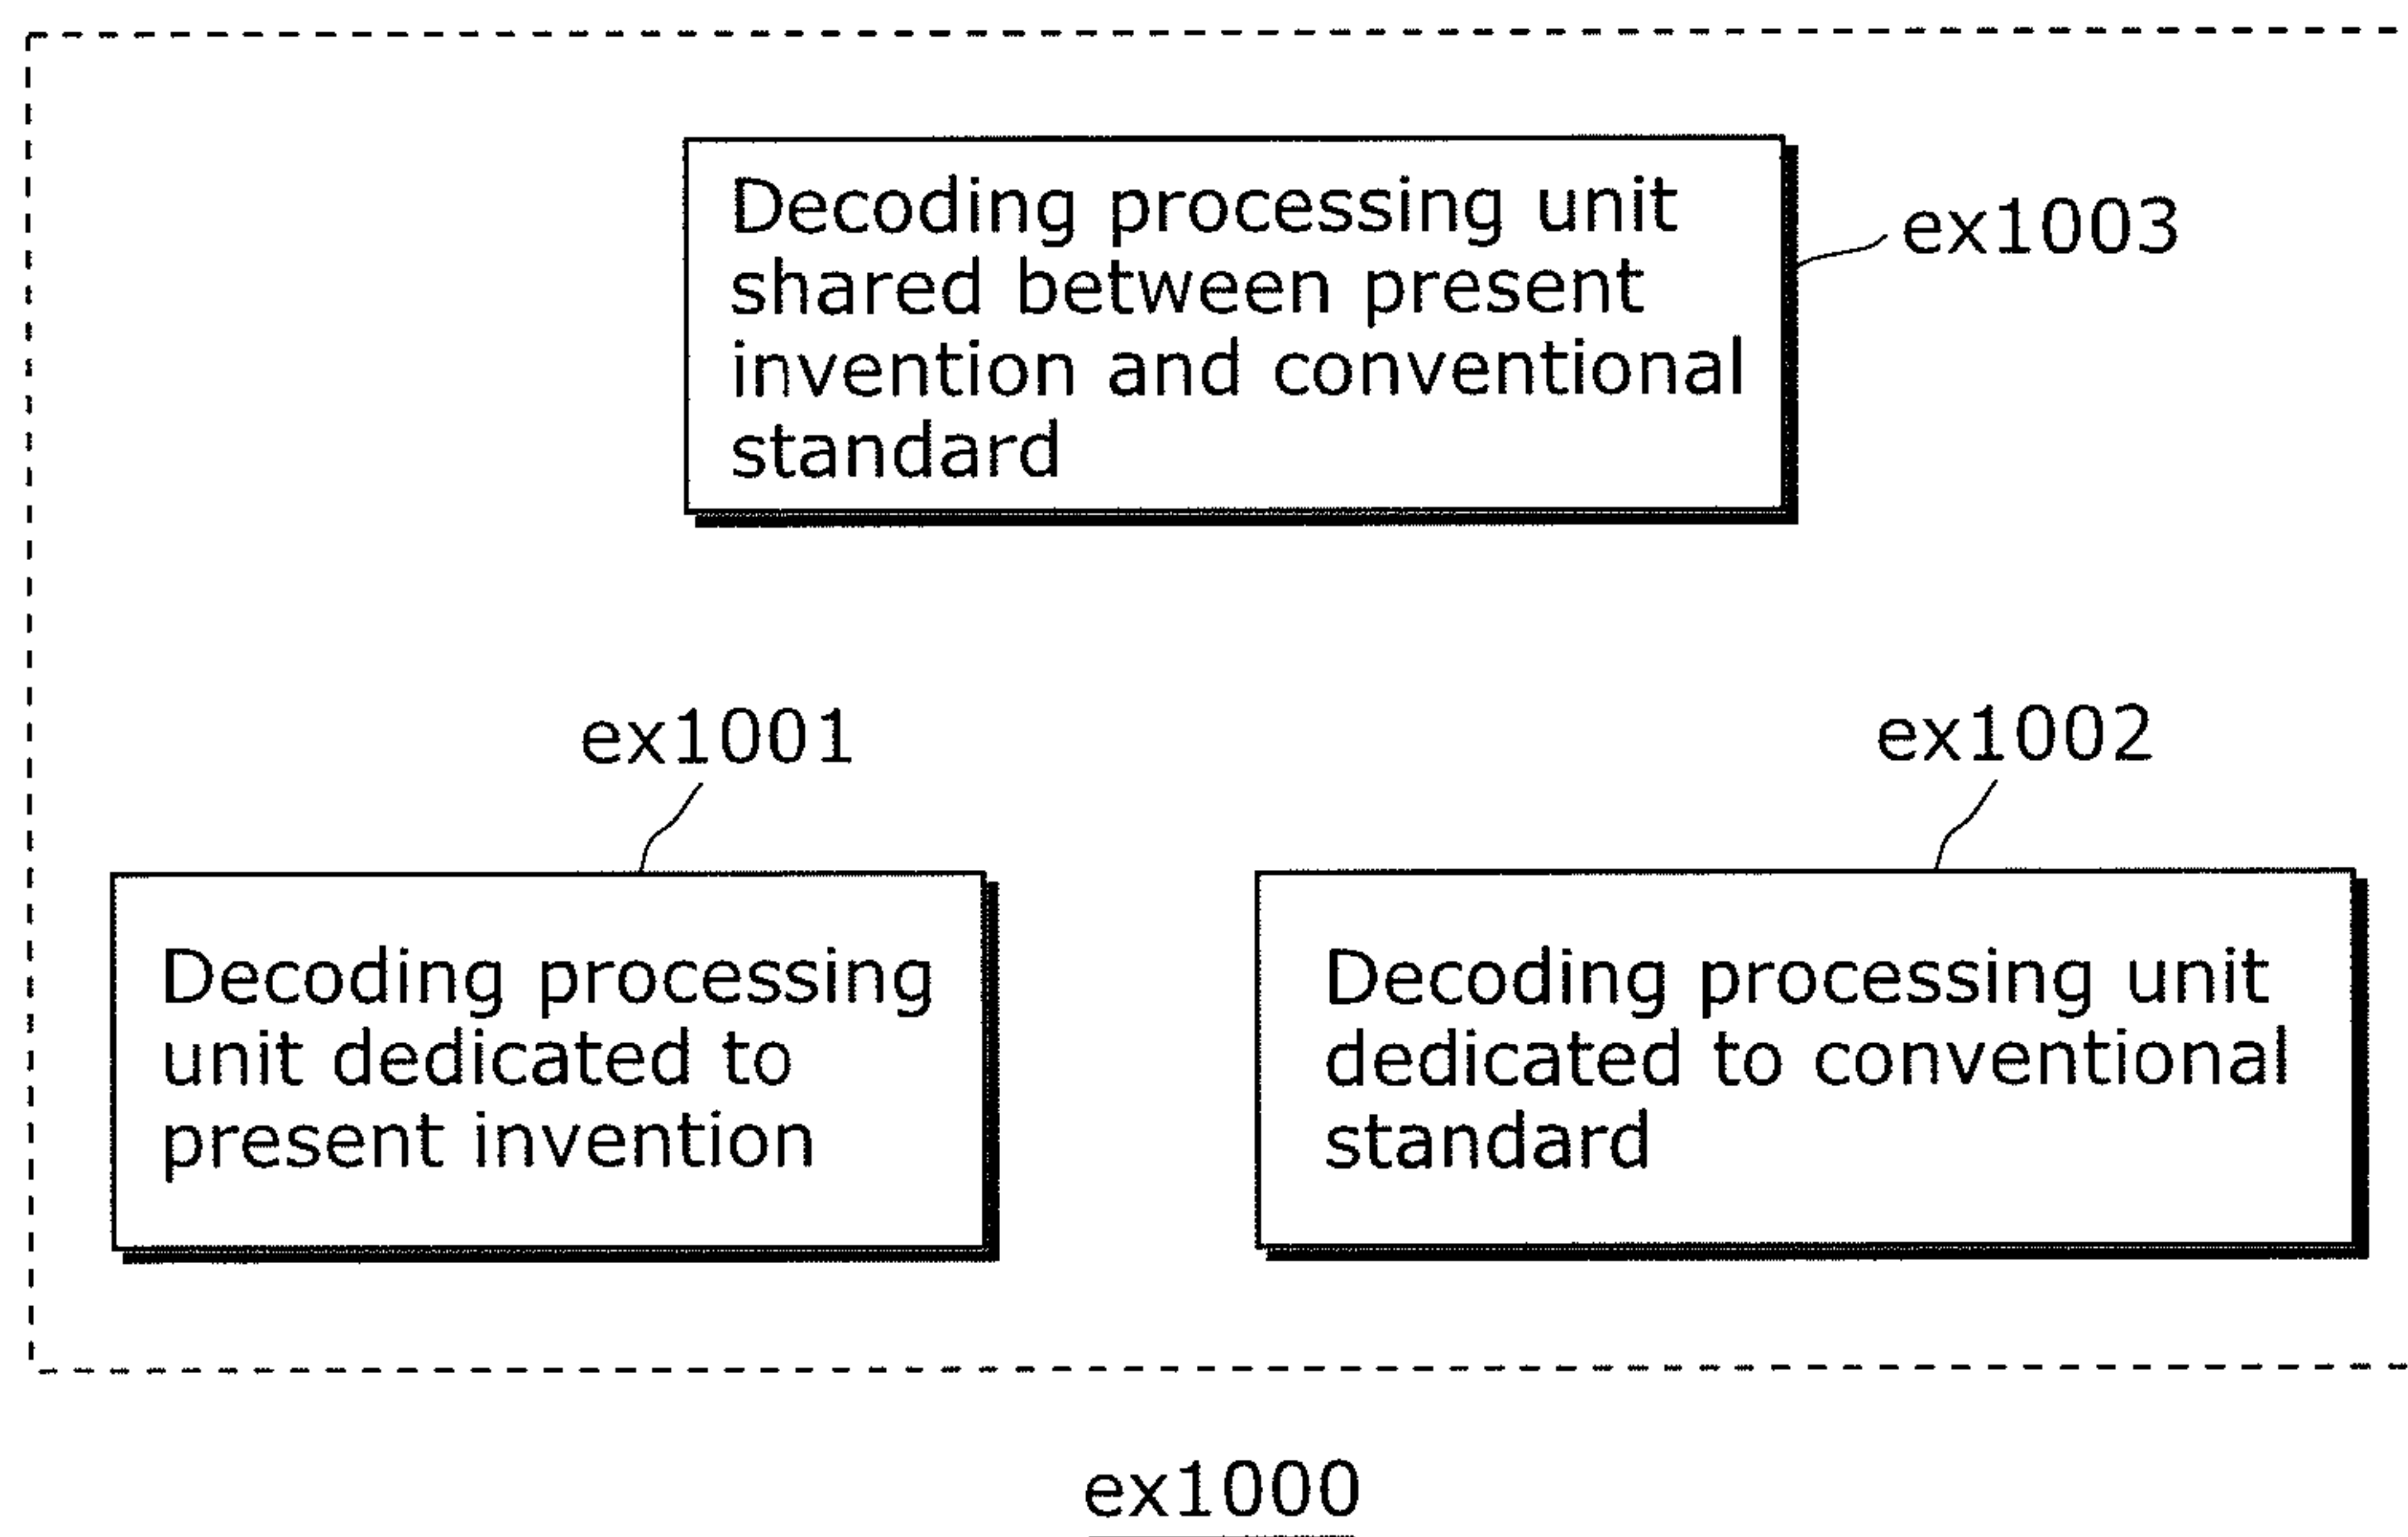 Decoding processing unit
shared between present
invention and conventional
standard
ex1003
ex1001
ex1002
Decoding processing
unit dedicated to
present invention
Decoding processing unit
dedicated to conventional
standard
ex1000